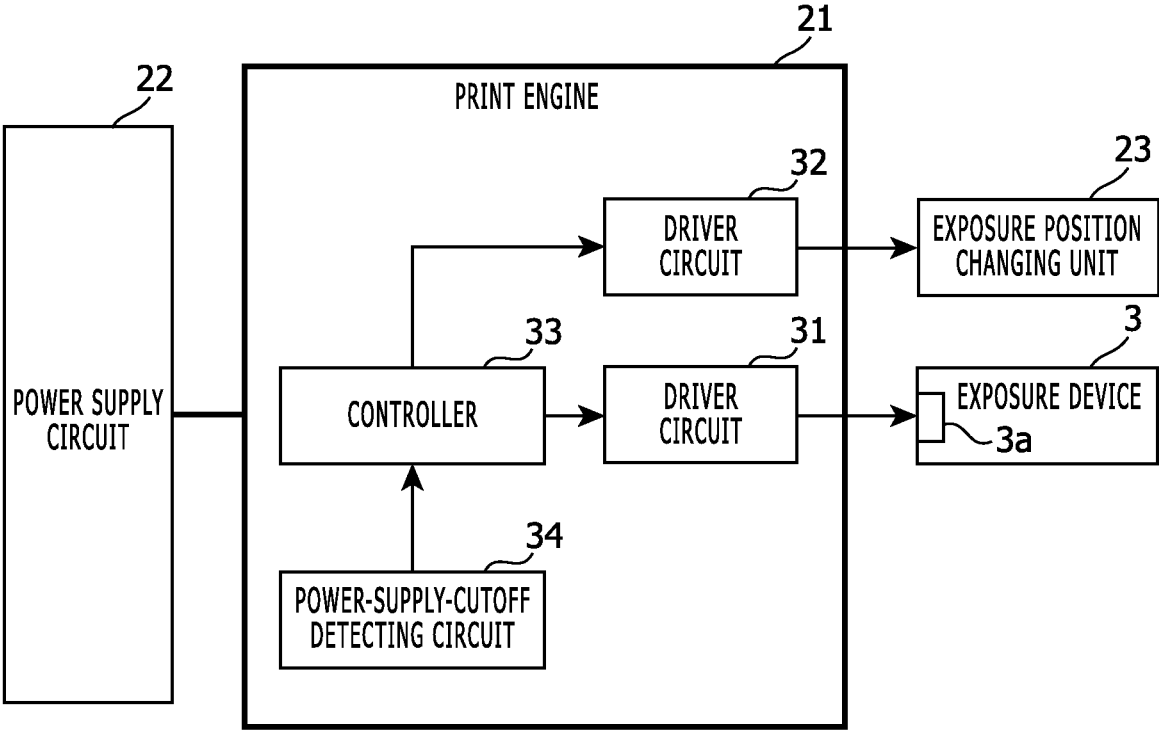 21
22
PRINT ENGINE
32
23
DRIVER
CIRCUIT
EXPOSURE POSITION
CHANGING UNIT
33
31
3
POWER SUPPLY
CIRCUIT
CONTROLLER
DRIVER
CIRCUIT
EXPOSURE DEVICE
3a
34
POWER-SUPPLY-CUTOFF
DETECTING CIRCUIT